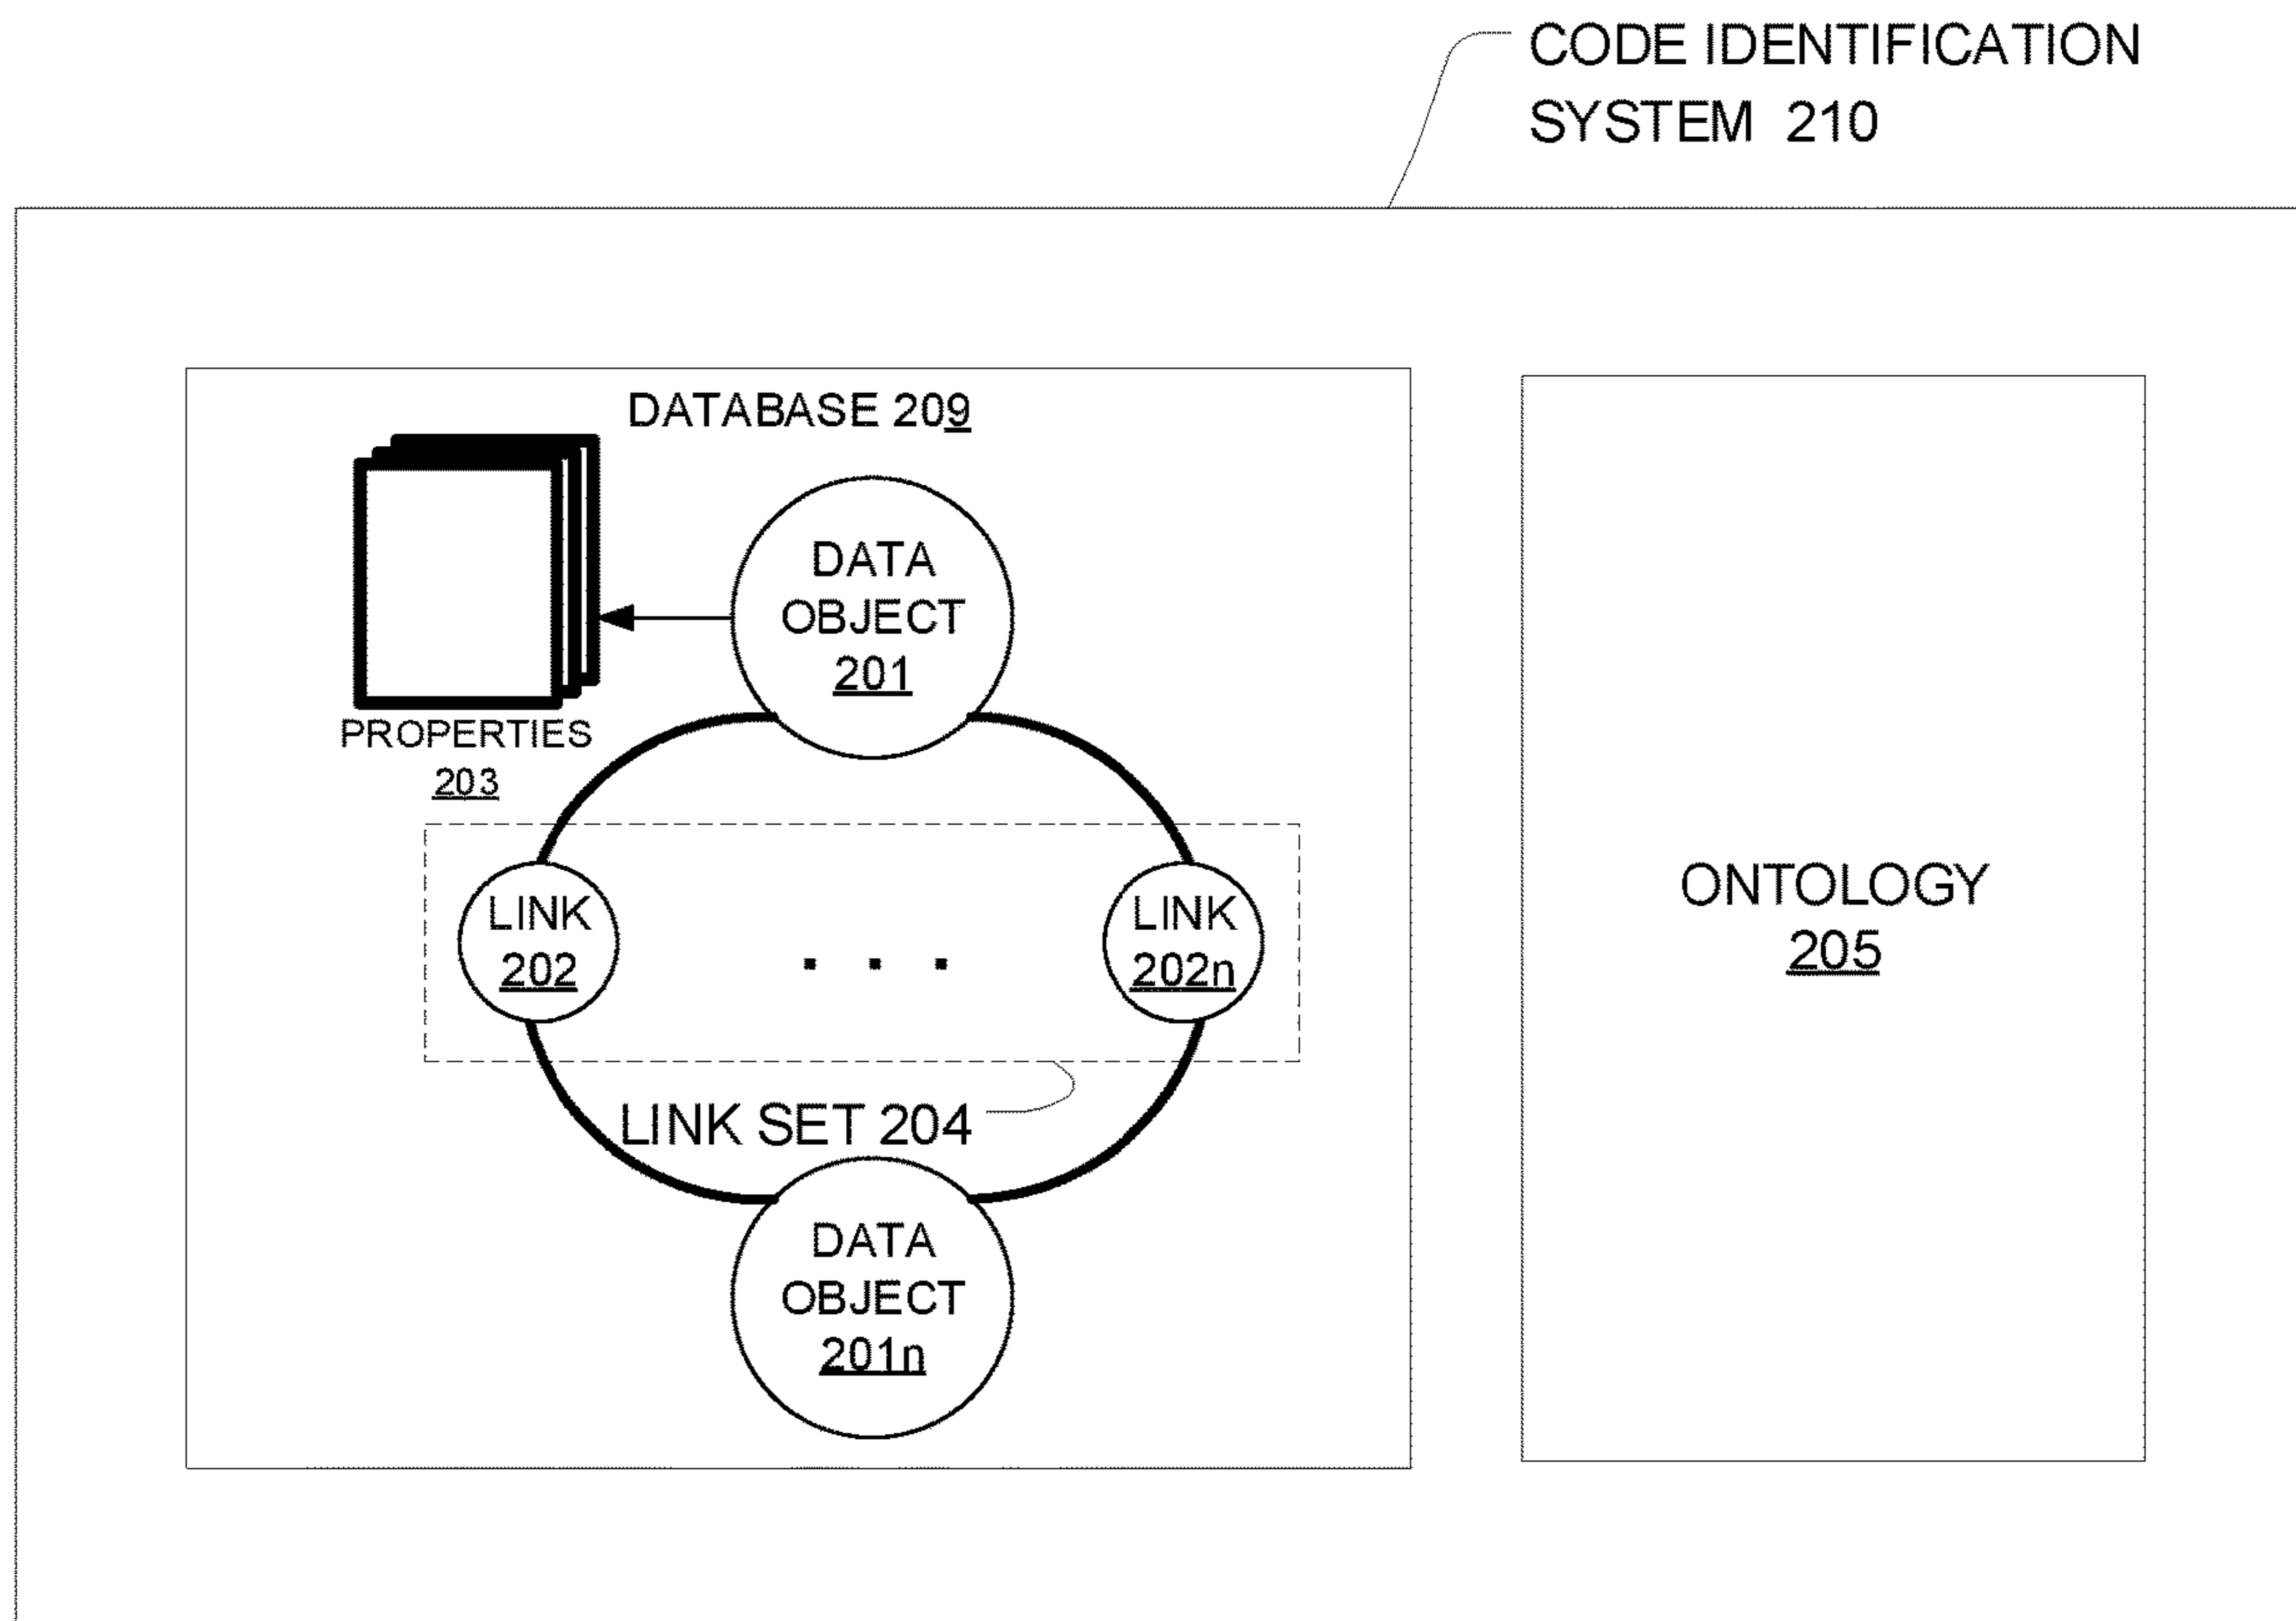 CODE IDENTIFICATION
SYSTEM 210
DATABASE 209
DATA
OBJECT
201
PROPERTIES
203
LINK
202
. . .
LINK
202n
ONTOLOGY
205
LINK SET 204
DATA
OBJECT
201n